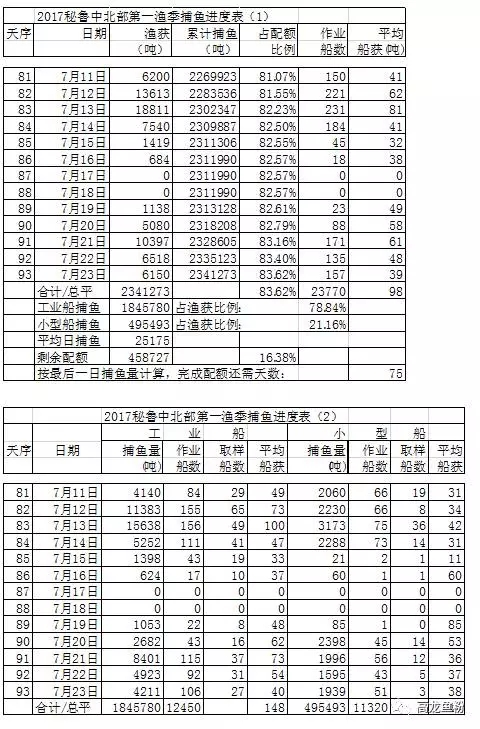 2017秘鲁中北部第一渔季捕鱼进度表（1）
天序 日期 渔获（吨） 累计捕鱼（吨） 占配额比例 作业船数 平均船获(吨)
81 7月11日 6200 2269923 81.07% 150 41
82 7月12日 13613 2283536 81.55% 221 62
83 7月13日 18811 2302347 82.23% 231 81
84 7月14日 7540 2309887 82.50% 184 41
85 7月15日 1419 2311306 82.55% 45 32
86 7月16日 684 2311990 82.57% 18 38
87 7月17日 0 2311990 82.57% 0 0
88 7月18日 0 2311990 82.57% 0 0
89 7月19日 1138 2313128 82.61% 23 49
90 7月20日 5080 2318208 82.79% 88 58
91 7月21日 10397 2328605 83.16% 171 61
92 7月22日 6518 2335123 83.40% 135 48
93 7月23日 6150 2341273 83.62% 157 39
合计/总平 2341273 83.62% 23770 98
工业船捕鱼 1845780 占渔获比例： 78.84%
小型船捕鱼 495493 占渔获比例： 21.16%
平均日捕鱼 25175
剩余配额 458727 16.38%
按最后一日捕鱼量计算，完成配额还需天数： 75
2017秘鲁中北部第一渔季捕鱼进度表（2）
工 业 船 小 型 船
天序 日期 捕鱼量(吨) 作业船数 取样船数 平均船获 捕鱼量(吨) 作业船数 取样船数 平均船获
81 7月11日 4140 84 29 49 2060 66 19 31
82 7月12日 11383 155 65 73 2230 66 8 34
83 7月13日 15638 156 49 100 3173 75 36 42
84 7月14日 5252 111 41 47 2288 73 14 31
85 7月15日 1398 43 19 33 21 2 1 11
86 7月16日 624 17 10 37 60 1 1 60
87 7月17日 0 0 0 0 0 0 0 0
88 7月18日 0 0 0 0 0 0 0 0
89 7月19日 1053 22 8 48 85 1 0 85
90 7月20日 2682 43 16 62 2398 45 14 53
91 7月21日 8401 115 37 73 1996 56 12 36
92 7月22日 4923 92 31 54 1595 43 5 37
93 7月23日 4211 106 27 40 1939 51 3 38
合计/总平 1845780 12450 148 495493 11320
高龙鱼粉